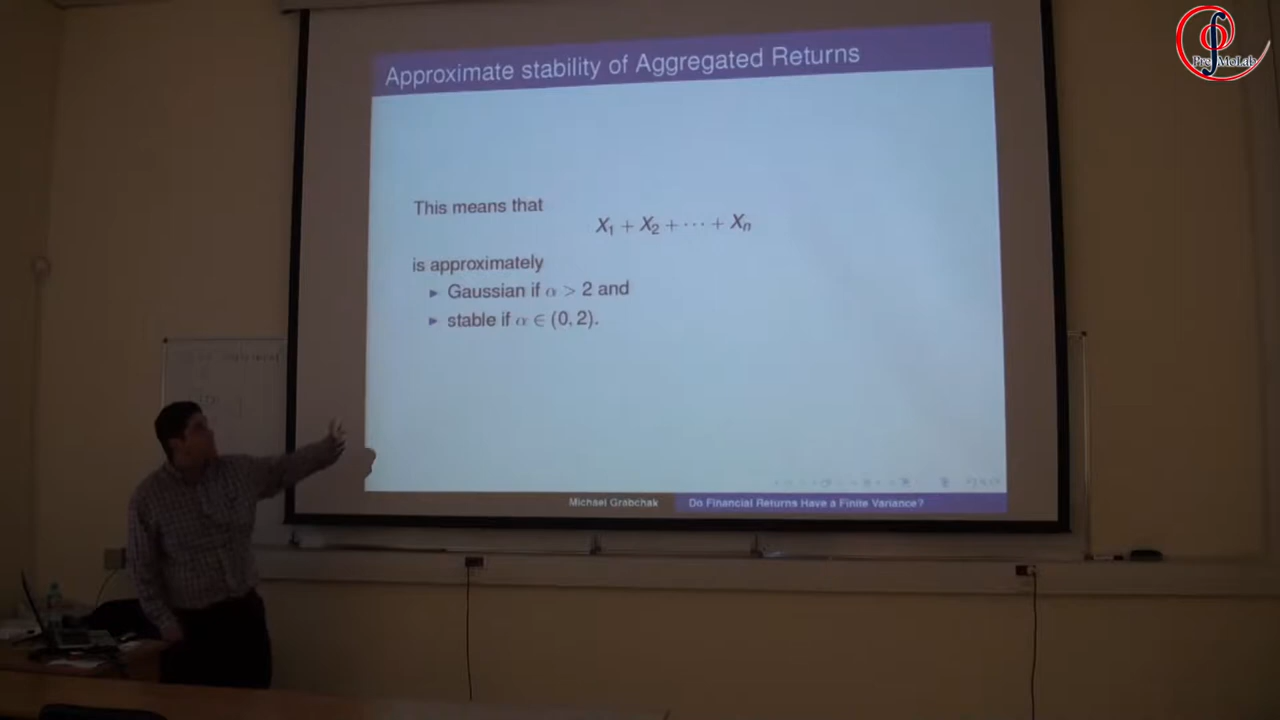 PreMoLab
Approximate stability of Aggregated Returns
This means that
X₁ + X₂ + ⋯ + Xₙ
is approximately
▸ Gaussian if α > 2 and
▸ stable if α ∈ (0, 2).
Michael Grabchak Do Financial Returns Have a Finite Variance?